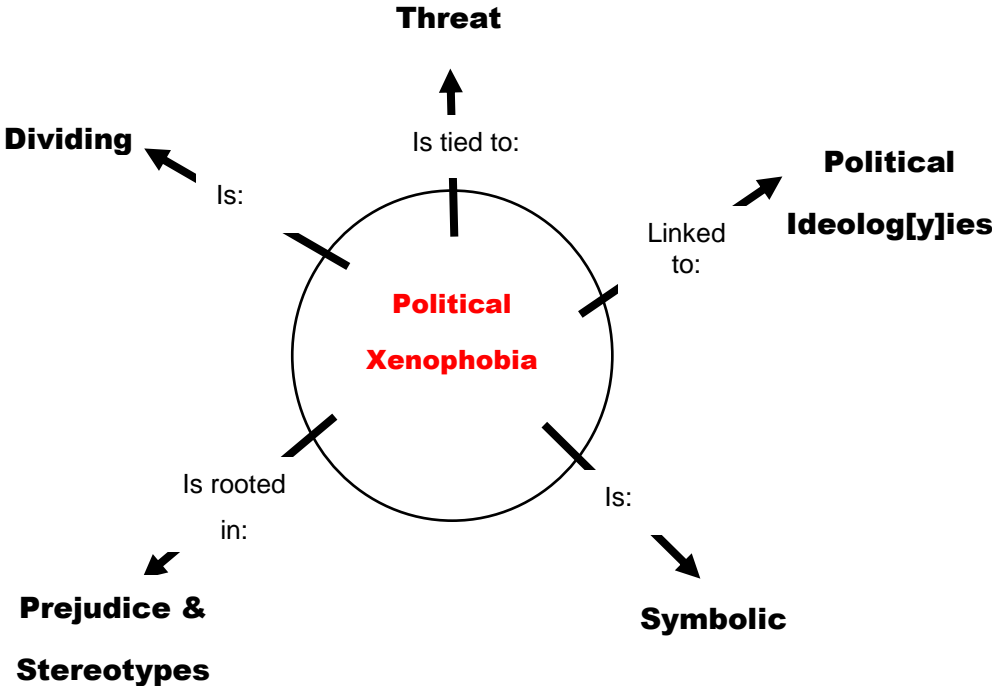 Threat
Is tied to:
Dividing
Is:
Political
Ideolog[y]ies
Linked
to:
Political
Xenophobia
Is rooted
in:
Prejudice &
Stereotypes
Is:
Symbolic